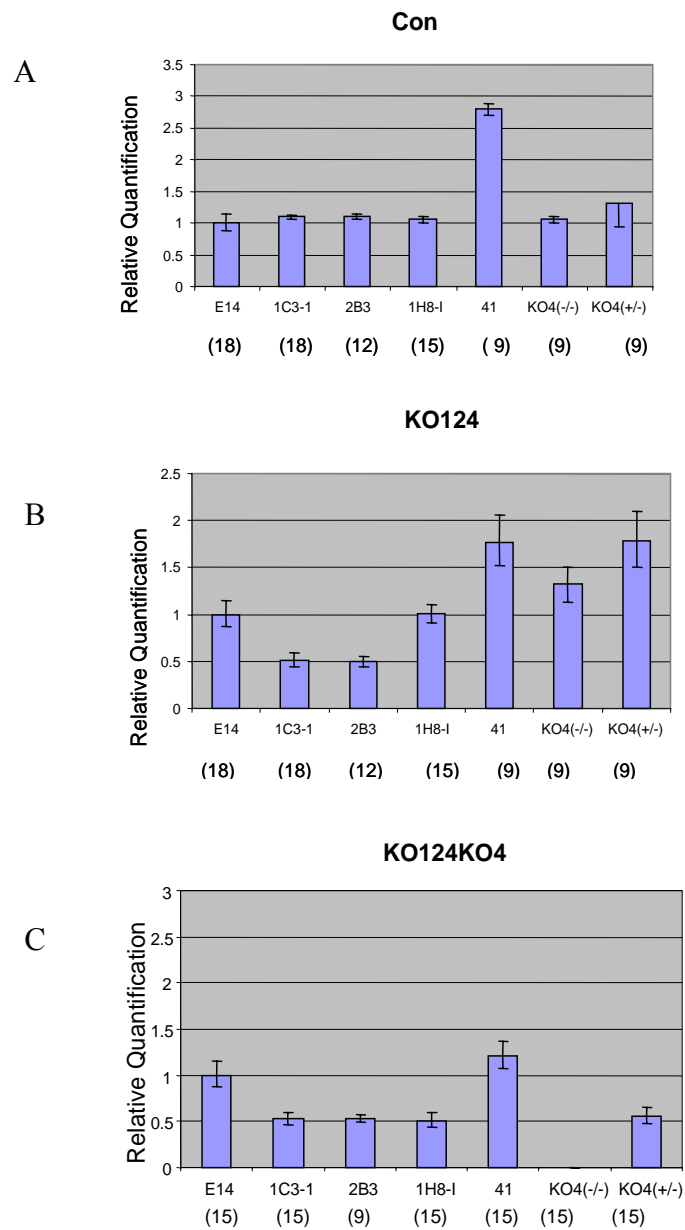 Con
A
Relative Quantification
3.5
3
2.5
2
1.5
1
0.5
0
E14 1C3-1 2B3 1H8-I 41 KO4(-/-) KO4(+/-)
(18) (18) (12) (15) ( 9) (9) (9)
KO124
B
Relative Quantification
2.5
2
1.5
1
0.5
0
E14 1C3-1 2B3 1H8-I 41 KO4(-/-) KO4(+/-)
(18) (18) (12) (15) (9) (9) (9)
KO124KO4
C
Relative Quantification
3
2.5
2
1.5
1
0.5
0
E14 1C3-1 2B3 1H8-I 41 KO4(-/-) KO4(+/-)
(15) (15) (9) (15) (15) (15) (15)